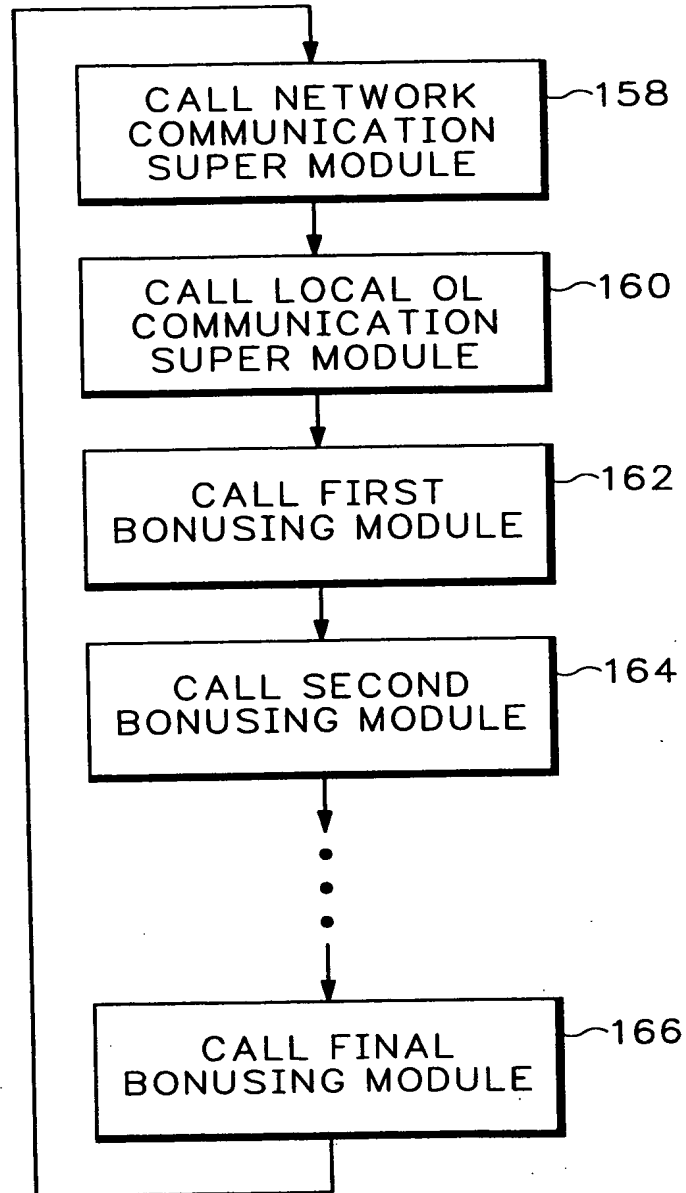 CALL NETWORK
COMMUNICATION
SUPER MODULE
158
CALL LOCAL OL
COMMUNICATION
SUPER MODULE
160
CALL FIRST
BONUSING MODULE
162
CALL SECOND
BONUSING MODULE
164
CALL FINAL
BONUSING MODULE
166